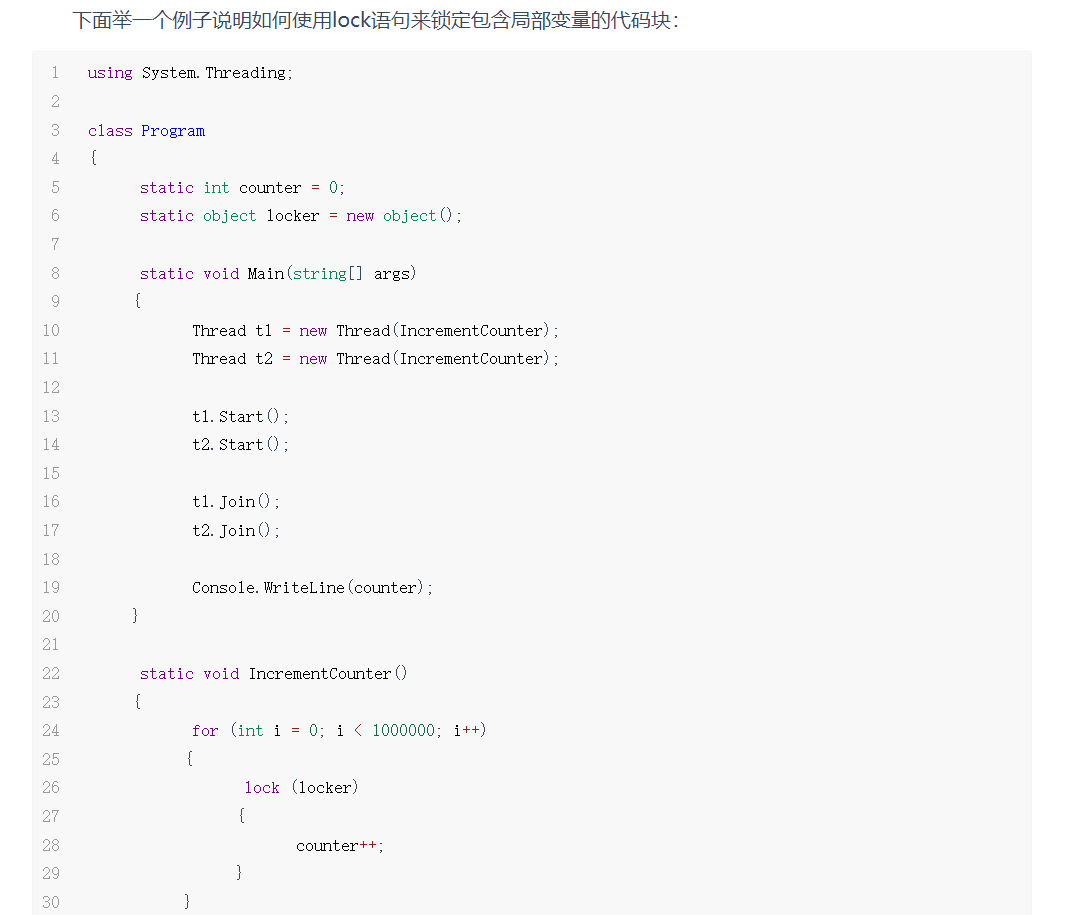 下面举一个例子说明如何使用lock语句来锁定包含局部变量的代码块：
1 using System.Threading;
2
3 class Program
4 {
5 static int counter = 0;
6 static object locker = new object();
7
8 static void Main(string[] args)
9 {
10 Thread t1 = new Thread(IncrementCounter);
11 Thread t2 = new Thread(IncrementCounter);
12
13 t1.Start();
14 t2.Start();
15
16 t1.Join();
17 t2.Join();
18
19 Console.WriteLine(counter);
20 }
21
22 static void IncrementCounter()
23 {
24 for (int i = 0; i < 1000000; i++)
25 {
26 lock (locker)
27 {
28 counter++;
29 }
30 }